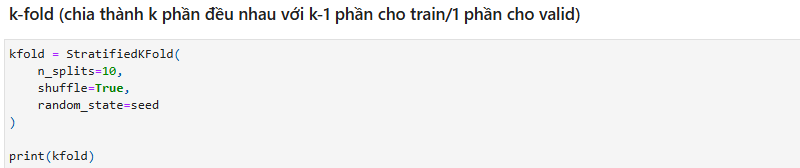 k-fold (chia thành k phần đều nhau với k-1 phần cho train/1 phần cho valid)
kfold = StratifiedKFold(
    n_splits=10,
    shuffle=True,
    random_state=seed
)
print(kfold)